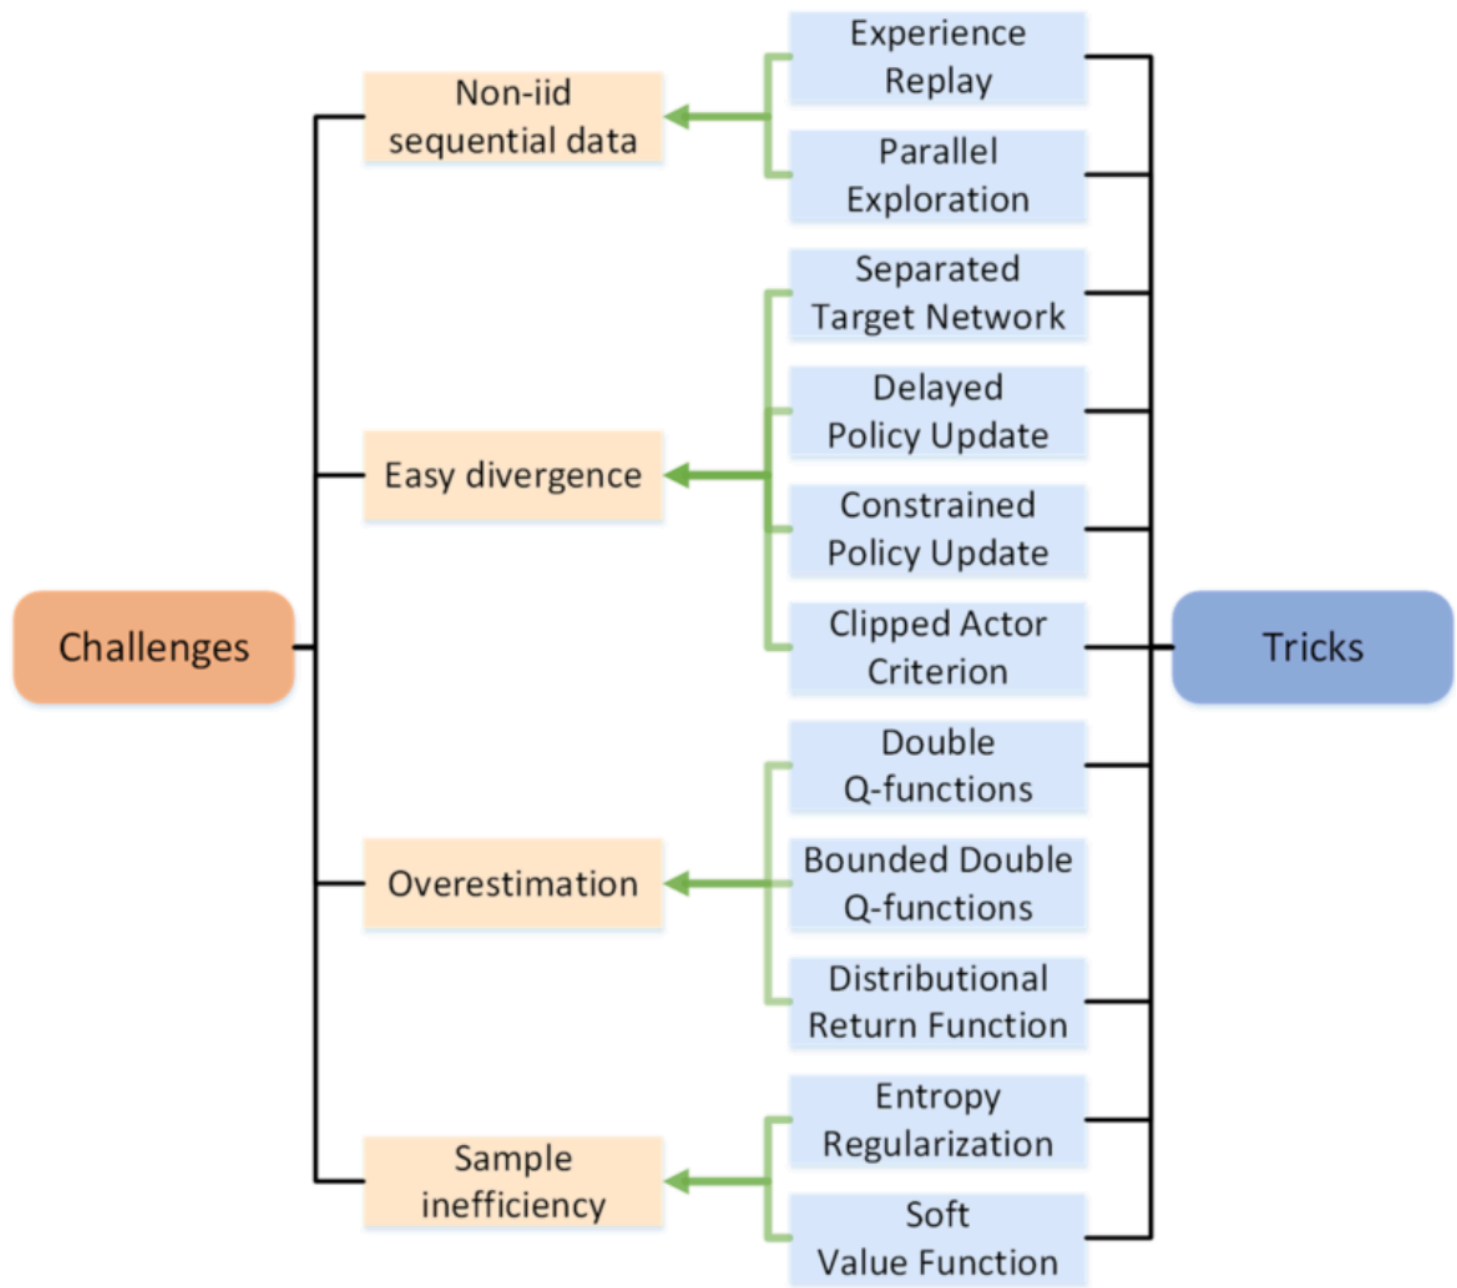 Challenges
Non-iid
sequential data
Easy divergence
Overestimation
Sample
inefficiency
Experience
Replay
Parallel
Exploration
Separated
Target Network
Delayed
Policy Update
Constrained
Policy Update
Clipped Actor
Criterion
Double
Q-functions
Bounded Double
Q-functions
Distributional
Return Function
Entropy
Regularization
Soft
Value Function
Tricks